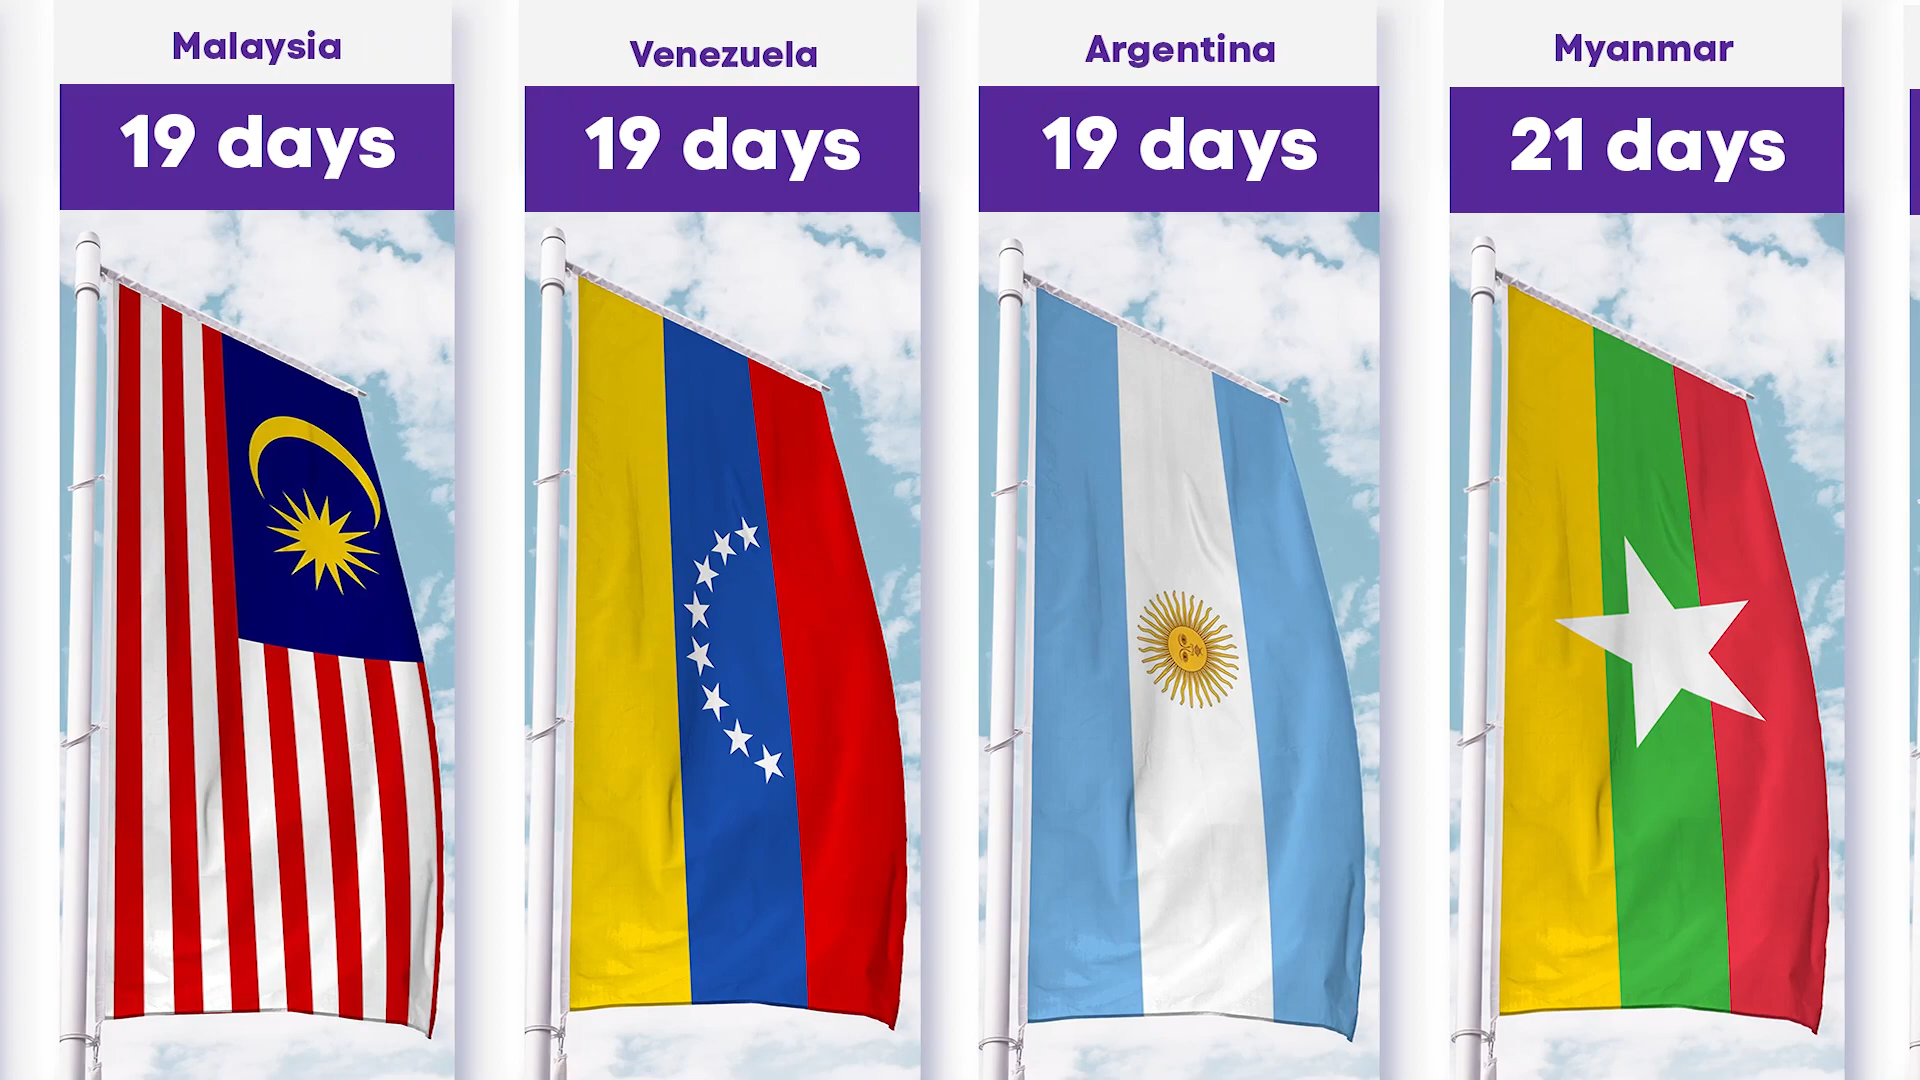 Malaysia
19 days
Venezuela
19 days
Argentina
19 days
Myanmar
21 days